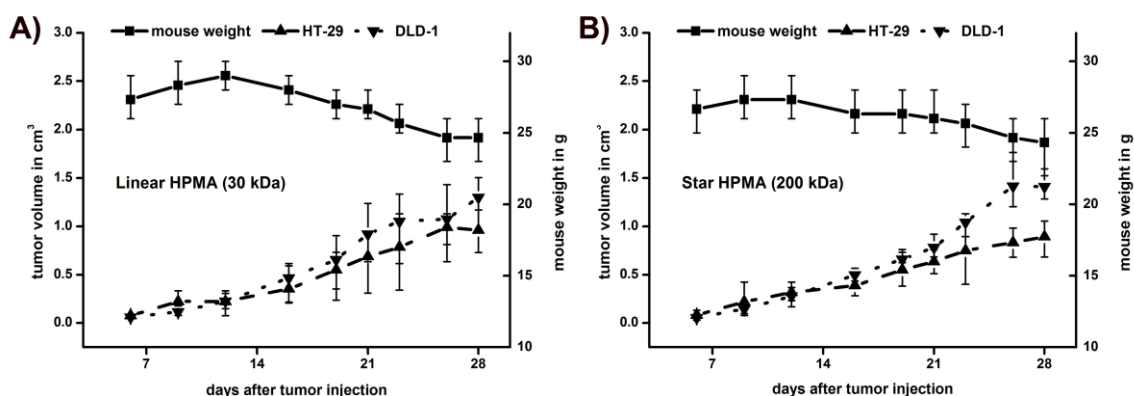 A)
mouse weight HT-29 DLD-1
3.0
2.5
2.0
1.5
1.0
0.5
0.0
tumor volume in cm³
30
25
20
15
10
mouse weight in g
Linear HPMA (30 kDa)
7 14 21 28
days after tumor injection
B)
mouse weight HT-29 DLD-1
3.0
2.5
2.0
1.5
1.0
0.5
0.0
tumor volume in cm³
30
25
20
15
10
mouse weight in g
Star HPMA (200 kDa)
7 14 21 28
days after tumor injection